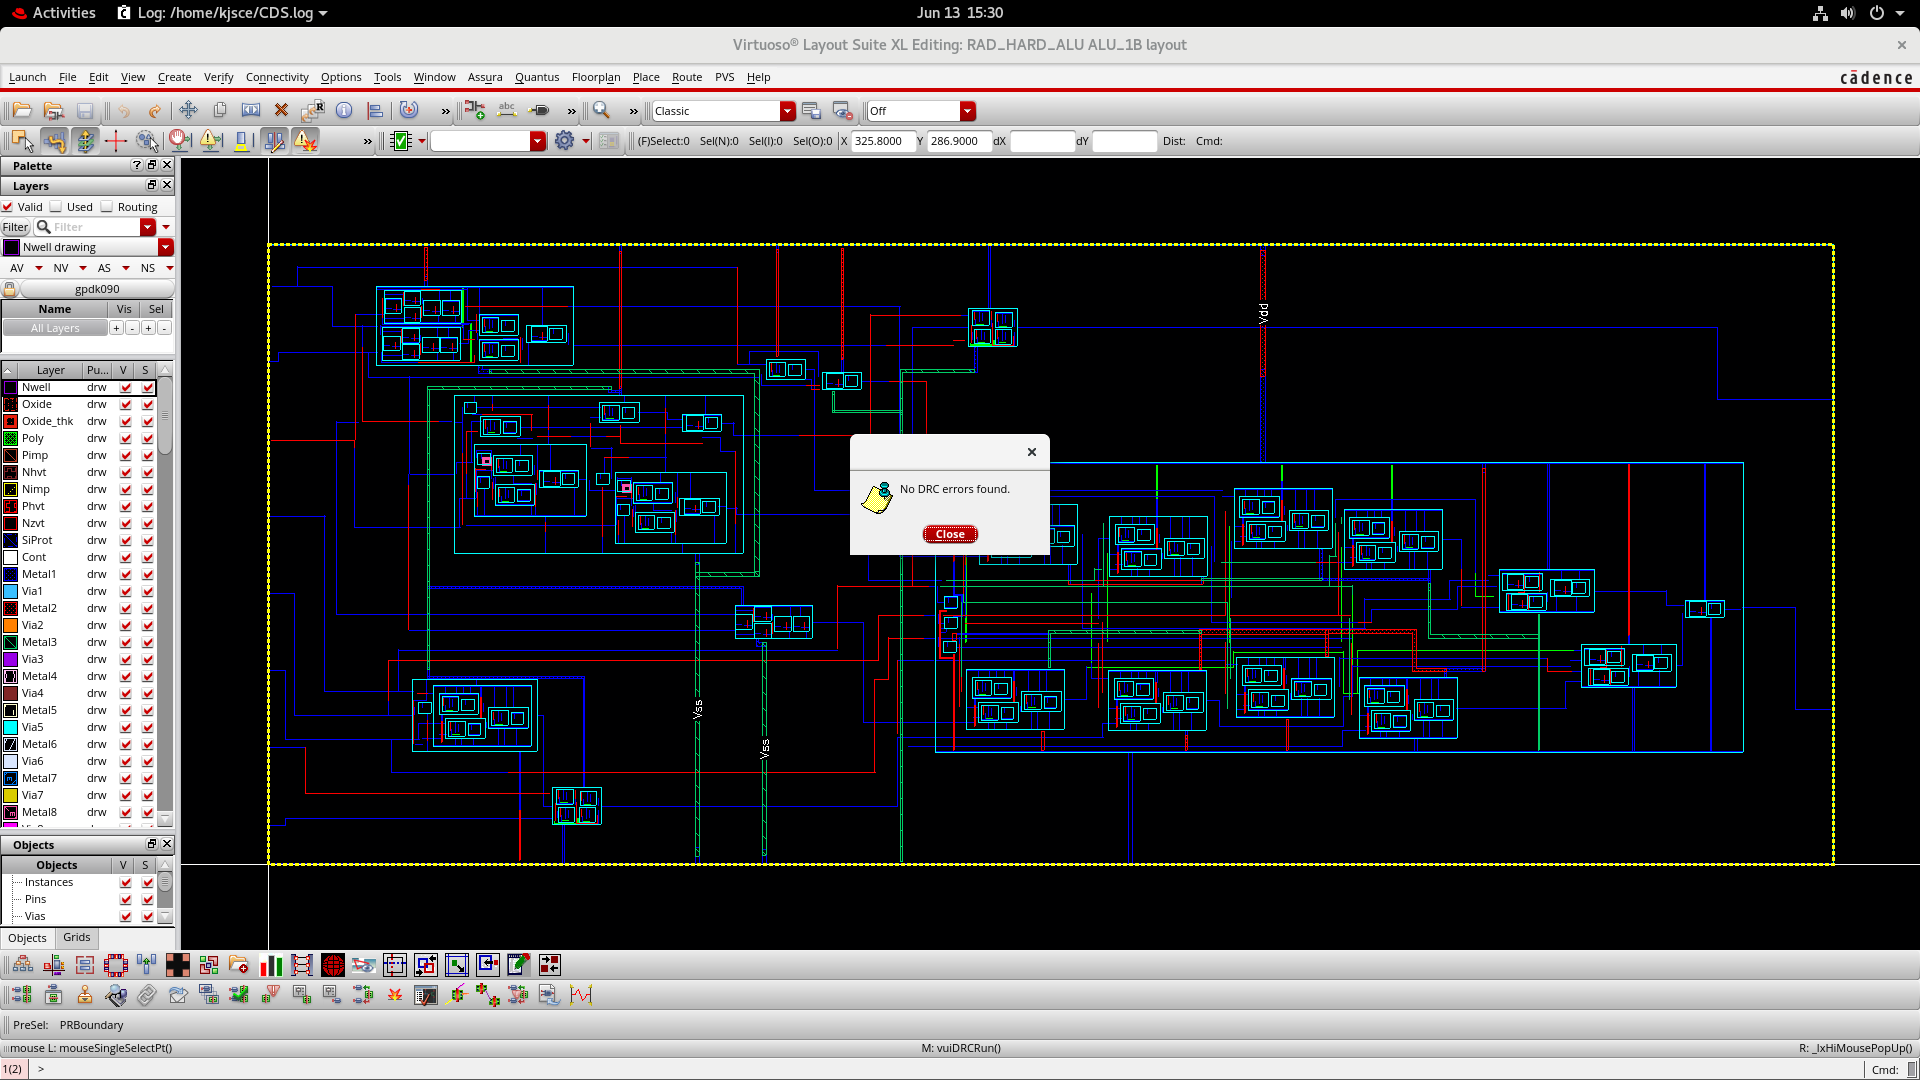 Activities
Log: /home/kjsce/CDS.log
Jun 13 15:30
Virtuoso® Layout Suite XL Editing: RAD_HARD_ALU ALU_1B layout
Launch File Edit View Create Verify Connectivity Options Tools Window Assura Quantus Floorplan Place Route PVS Help
cādence
abc
»
»
»
Classic
Off
»
(F)Select:0 Sel(N):0 Sel(I):0 Sel(O):0 X 325.8000 Y 286.9000 dX dY Dist: Cmd:
Palette
Layers
Valid Used Routing
Filter Filter
Nwell drawing
AV NV AS NS
gpdk090
Name Vis Sel
All Layers + - + -
Layer Pu... V S
Nwell drw
Oxide drw
Oxide_thk drw
Poly drw
Pimp drw
Nhvt drw
Nimp drw
Phvt drw
Nzvt drw
SiProt drw
Cont drw
Metal1 drw
Via1 drw
Metal2 drw
Via2 drw
Metal3 drw
Via3 drw
Metal4 drw
Via4 drw
Metal5 drw
Via5 drw
Metal6 drw
Via6 drw
Metal7 drw
Via7 drw
Metal8 drw
Objects
Objects V S
Instances
Pins
Vias
Objects Grids
Vdd
No DRC errors found.
Close
Vss
Vss
PreSel: PRBoundary
mouse L: mouseSingleSelectPt()
M: vuiDRCRun()
R: _lxHiMousePopUp()
1(2) >
Cmd: